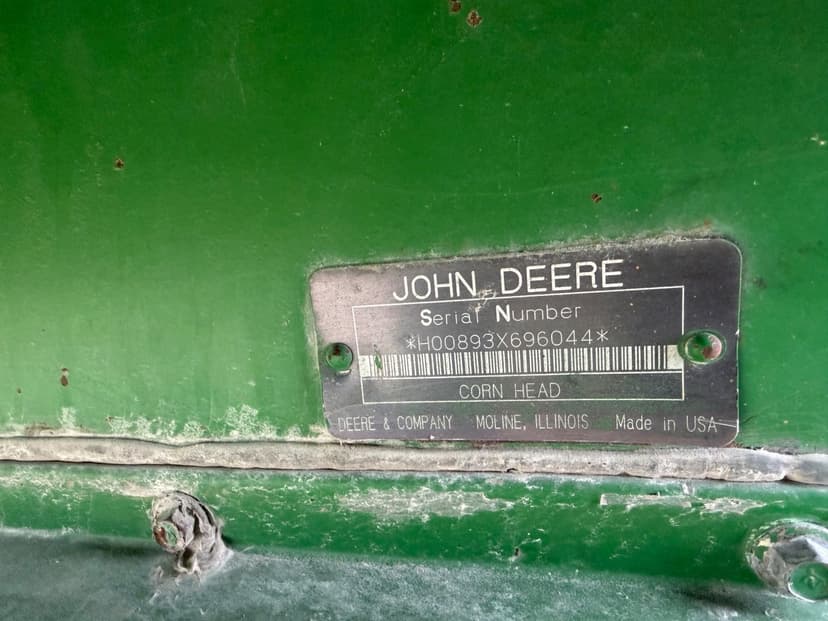 JOHN DEERE
Serial Number
*H00893X696044*
CORN HEAD
DEERE & COMPANY MOLINE, ILLINOIS Made in USA